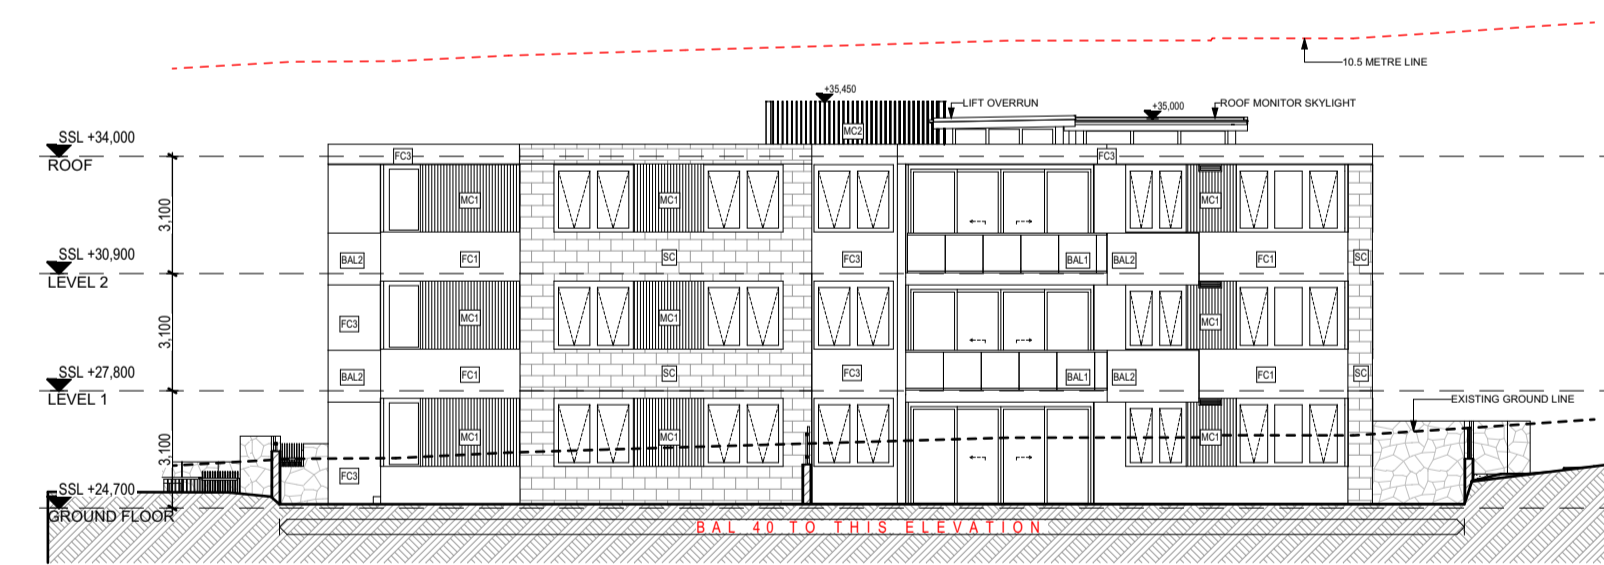 10.5 METRE LINE
+35,450
LIFT OVERRUN
+35,000
ROOF MONITOR SKYLIGHT
MC2
SSL +34,000
ROOF
FC3
FC3
3,100
MC1
MC1
MC1
SSL +30,900
LEVEL 2
BAL2
FC1
SC
FC3
BAL1
BAL2
FC1
SC
3,100
FC3
MC1
MC1
MC1
SSL +27,800
LEVEL 1
BAL2
FC1
SC
FC3
BAL1
BAL2
FC1
SC
EXISTING GROUND LINE
3,100
MC1
MC1
MC1
FC3
SSL +24,700
GROUND FLOOR
BAL 40 TO THIS ELEVATION